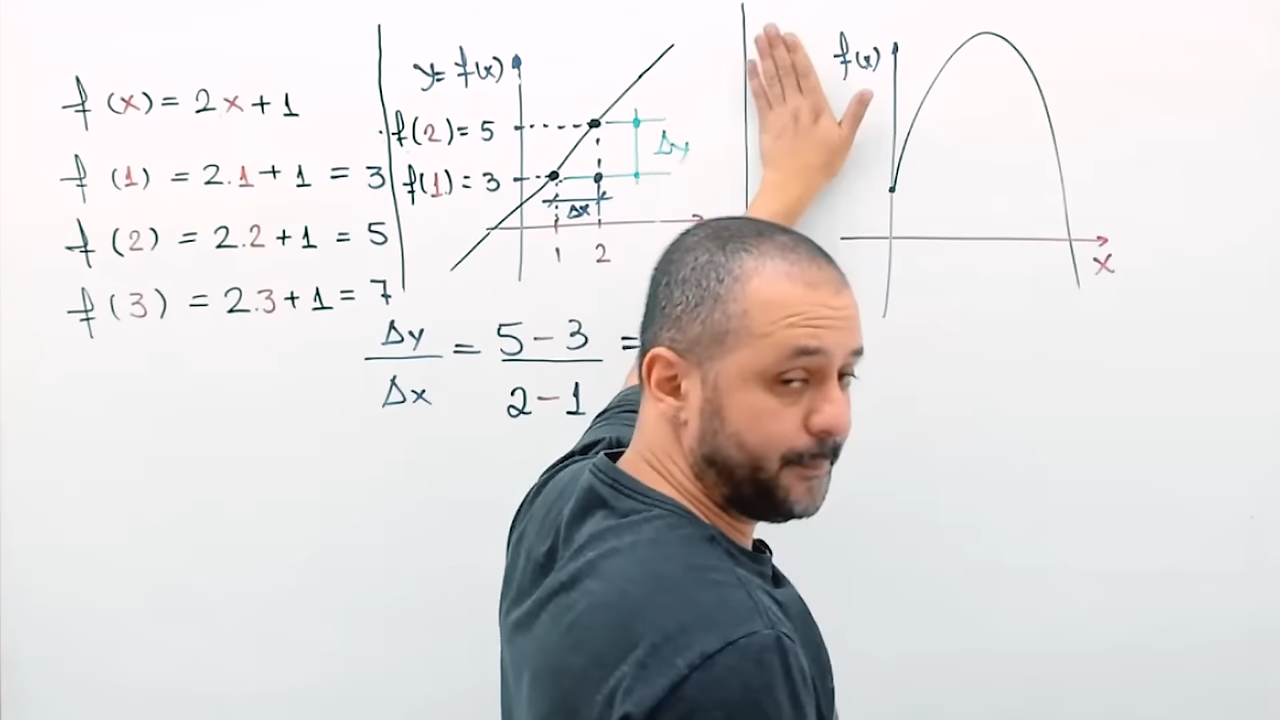 f(x) = 2x + 1
f(1) = 2.1 + 1 = 3
f(2) = 2.2 + 1 = 5
f(3) = 2.3 + 1 = 7
y = f(x)
f(2) = 5
f(1) = 3
Δy
Δx
1 2
Δy/Δx = 5 - 3/2 - 1 =
f(x)
x